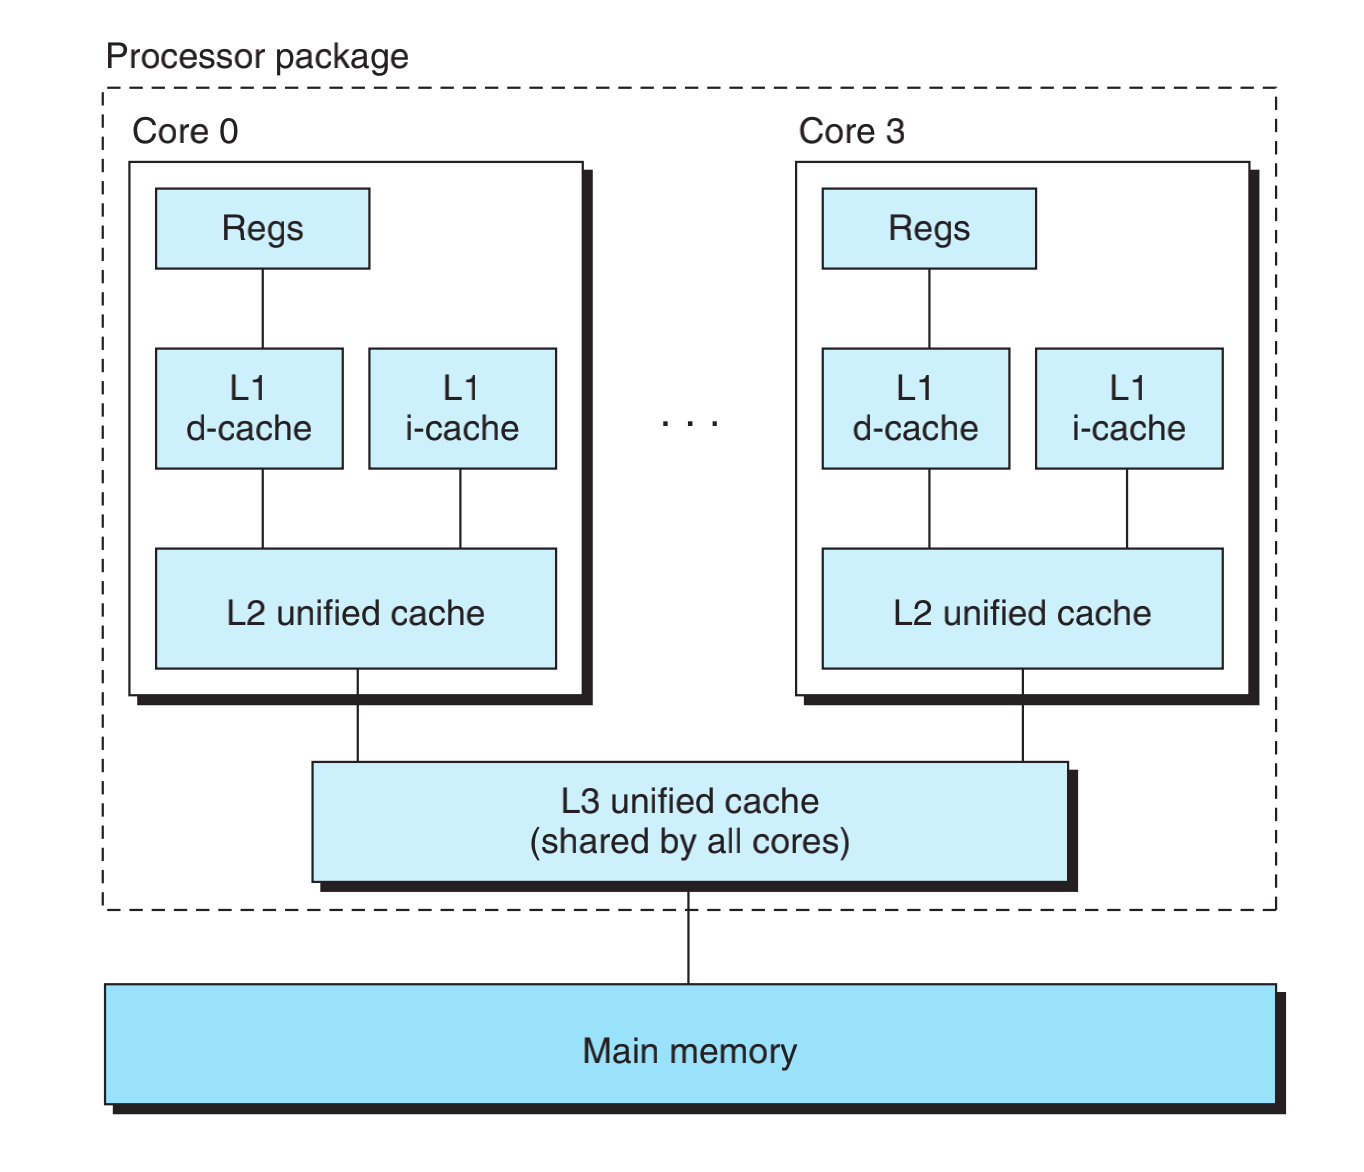 Processor package
Core 0
Regs
L1
d-cache
L1
i-cache
L2 unified cache
. . .
Core 3
Regs
L1
d-cache
L1
i-cache
L2 unified cache
L3 unified cache
(shared by all cores)
Main memory